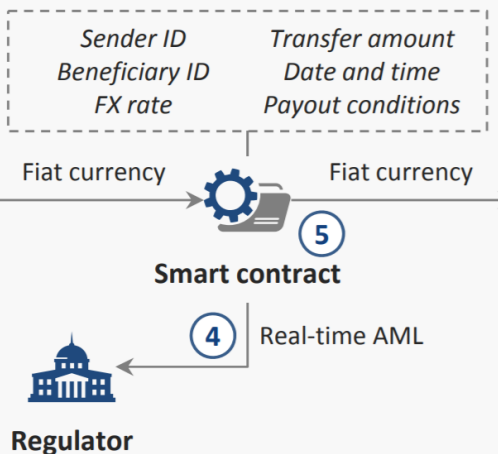 Sender ID
Beneficiary ID
FX rate
Transfer amount
Date and time
Payout conditions
Fiat currency
Fiat currency
5
Smart contract
4
Real-time AML
Regulator